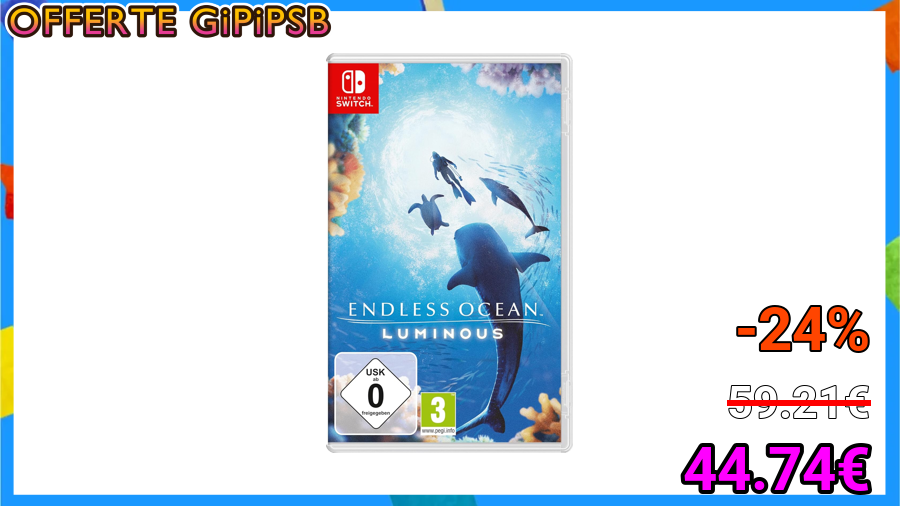 OFFERTE GiPiPSB
NINTENDO
SWITCH.
ENDLESS OCEAN
LUMINOUS
USK
ab
0
freigegeben
3
www.pegi.info
-24%
59.21€
44.74€